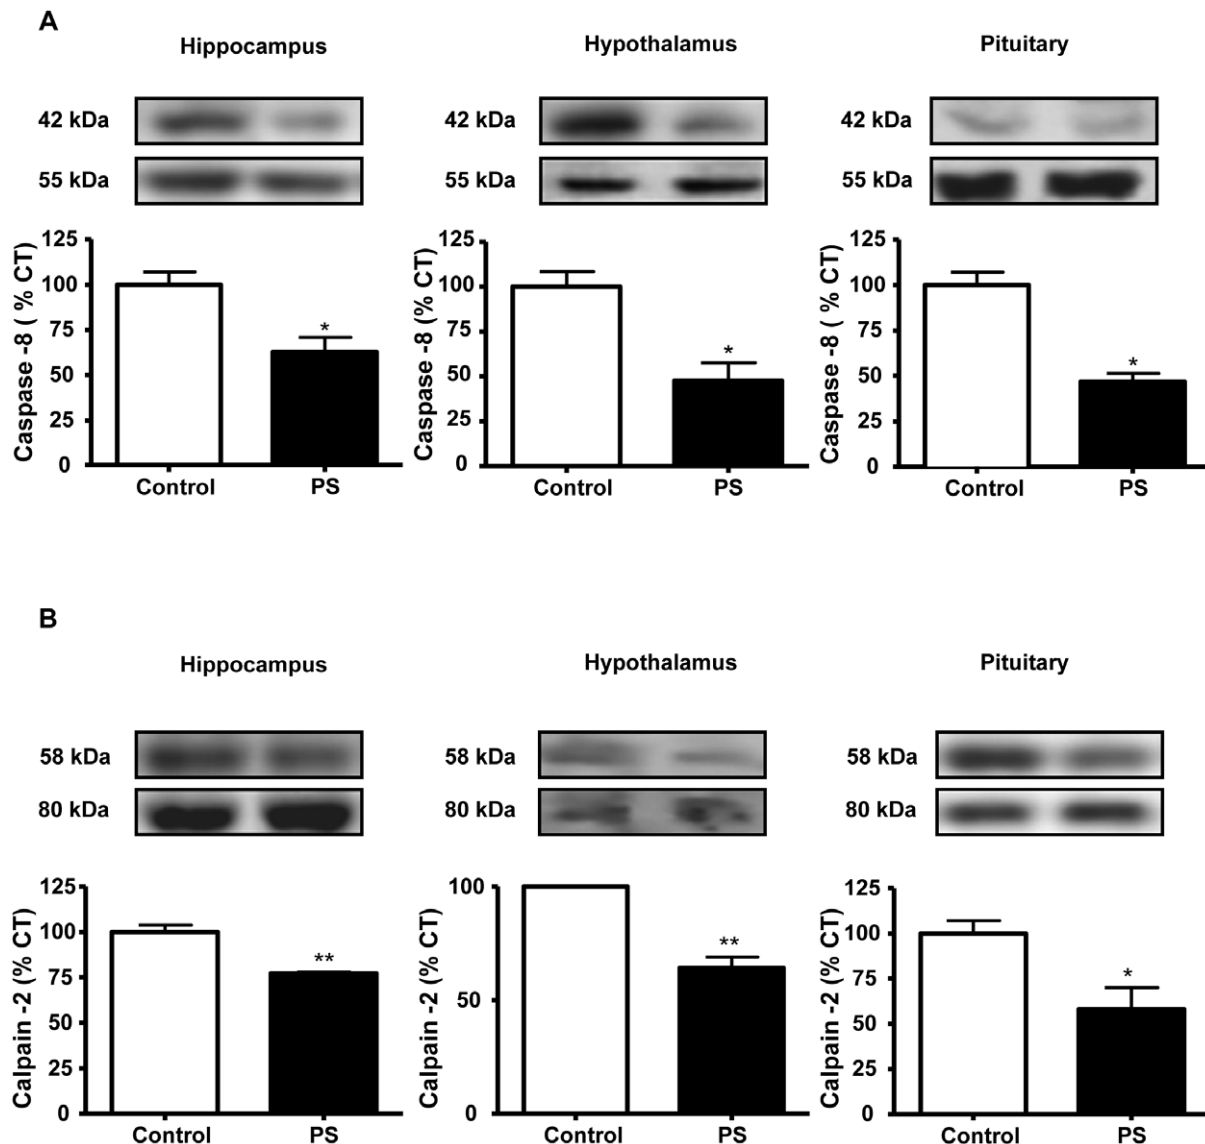 A
Hippocampus Hypothalamus Pituitary
42 kDa 42 kDa 42 kDa
55 kDa 55 kDa 55 kDa
Caspase -8 ( % CT) Caspase -8 (% CT) Caspase -8 ( % CT)
125 125 125
100 100 100
* * *
75 75 75
50 50 50
25 25 25
0 0 0
Control PS Control PS Control PS
B
Hippocampus Hypothalamus Pituitary
58 kDa 58 kDa 58 kDa
80 kDa 80 kDa 80 kDa
Calpain -2 (% CT) Calpain -2 (% CT) Calpain -2 (% CT)
125 100 125
100 100
** ** *
75 75
50 50 50
25 25
0 0 0
Control PS Control PS Control PS